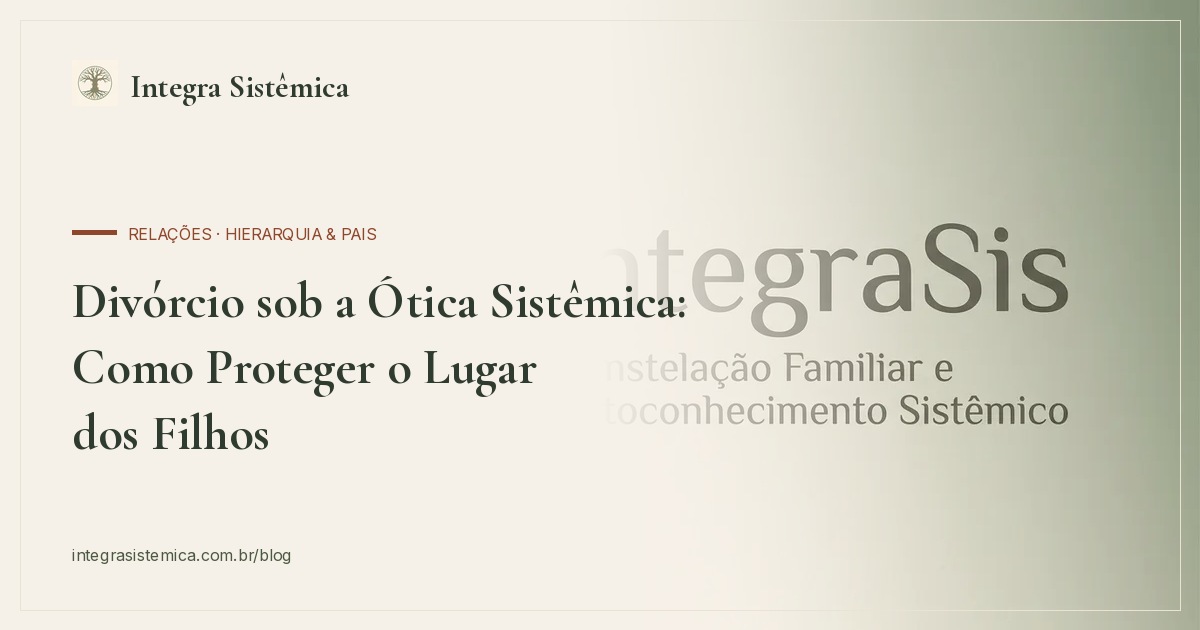 Integra Sistêmica
RELAÇÕES · HIERARQUIA & PAIS
Divórcio sob a Ótica Sistêmica:
Como Proteger o Lugar
dos Filhos
integrasistemica.com.br/blog
ntegraSis
nstelação Familiar e
toconhecimento Sistêmico